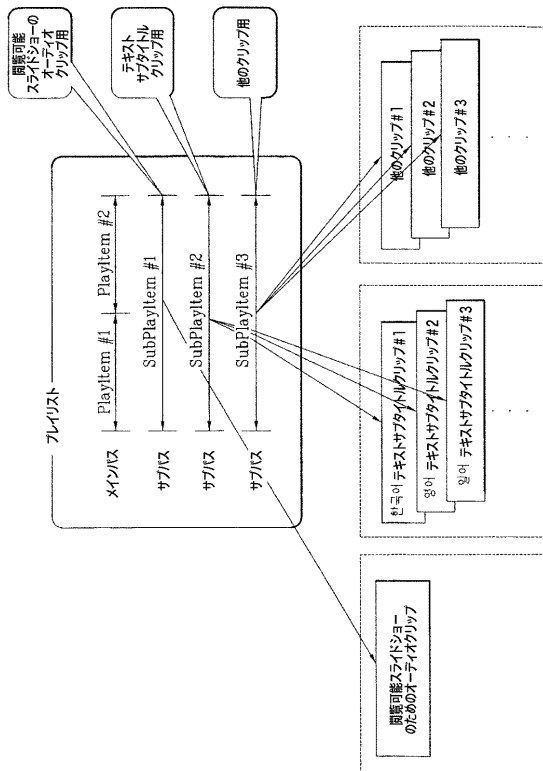 プレイリスト
メインパス
PlayItem #1
PlayItem #2
サブパス
SubPlayItem #1
サブパス
SubPlayItem #2
サブパス
SubPlayItem #3
閲覧可能
スライドショーの
オーディオ
クリップ用
テキスト
サブタイトル
クリップ用
他のクリップ用
閲覧可能スライドショー
のためのオーディオクリップ
한국어 テキストサブタイトルクリップ#1
영어 テキストサブタイトルクリップ#2
일어 テキストサブタイトルクリップ#3
. . . .
他のクリップ#1
他のクリップ#2
他のクリップ#3
. . . .